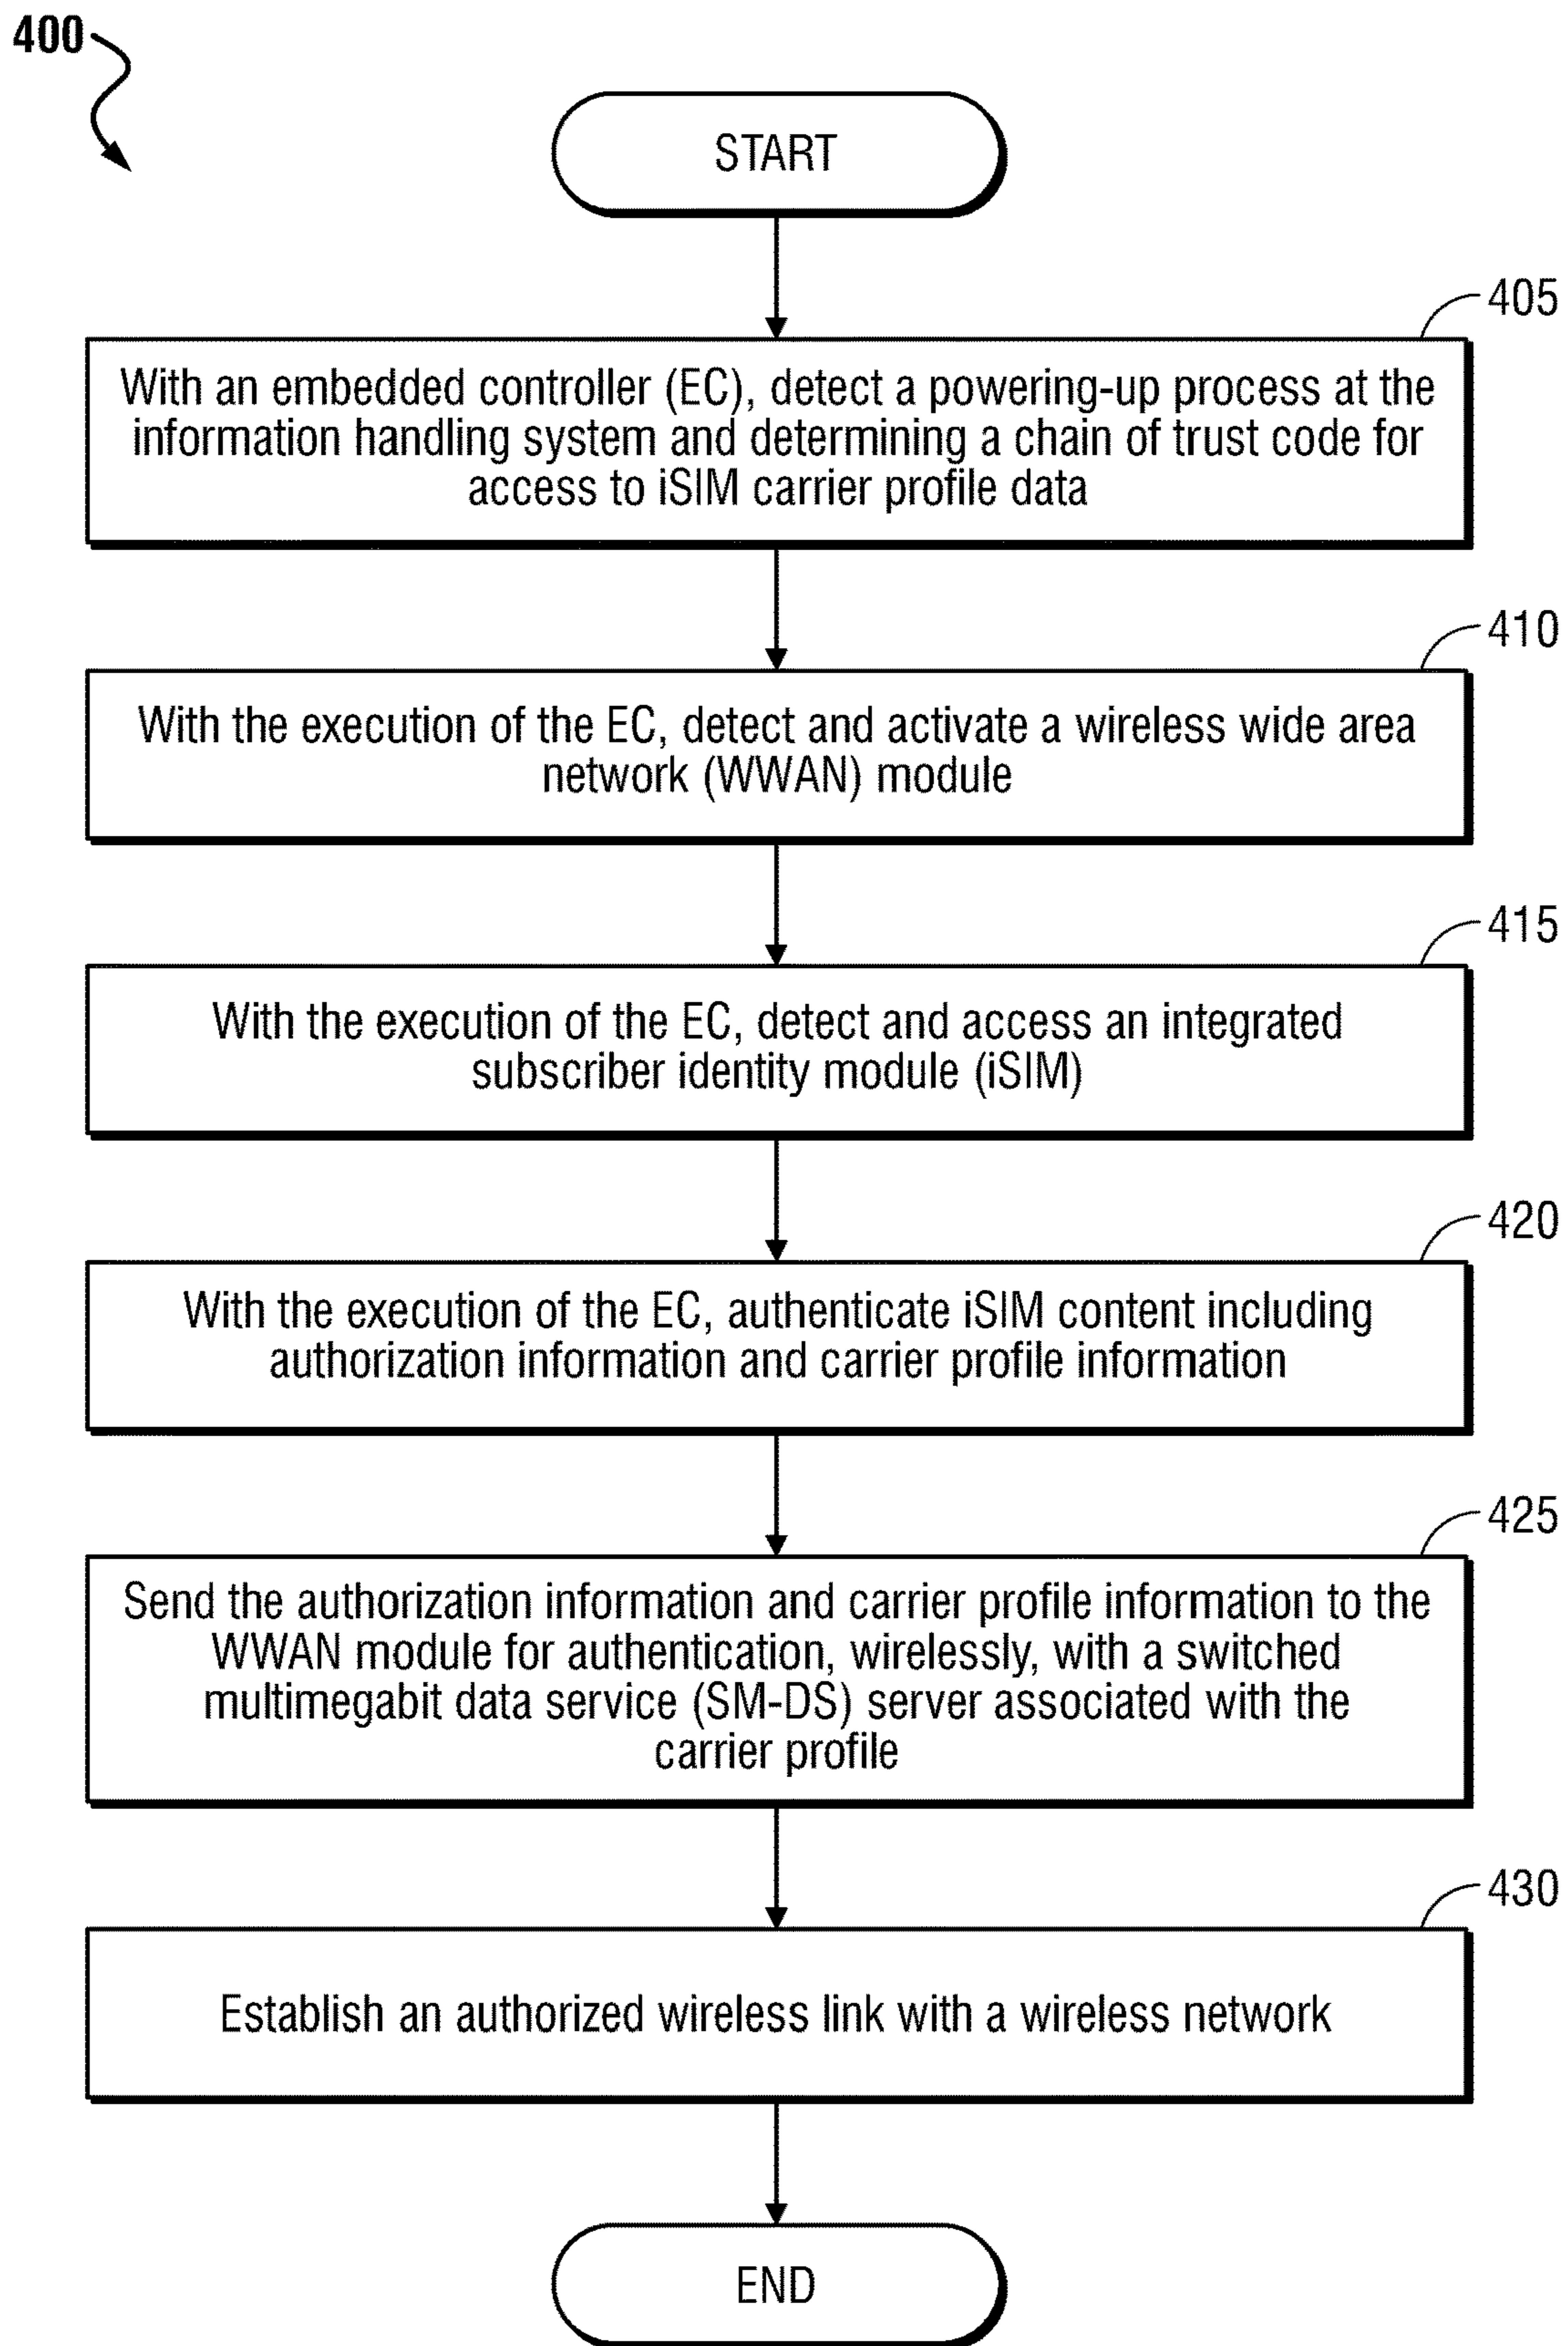 400
START
405
With an embedded controller (EC), detect a powering-up process at the
information handling system and determining a chain of trust code for
access to iSIM carrier profile data
410
With the execution of the EC, detect and activate a wireless wide area
network (WWAN) module
415
With the execution of the EC, detect and access an integrated
subscriber identity module (iSIM)
420
With the execution of the EC, authenticate iSIM content including
authorization information and carrier profile information
425
Send the authorization information and carrier profile information to the
WWAN module for authentication, wirelessly, with a switched
multimegabit data service (SM-DS) server associated with the
carrier profile
430
Establish an authorized wireless link with a wireless network
END